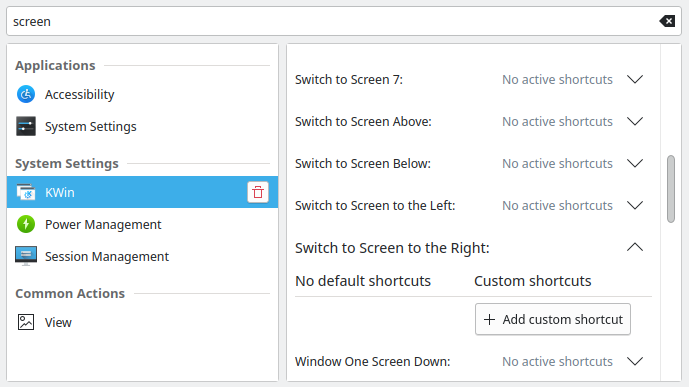 screen
Applications
Accessibility
System Settings
System Settings
KWin
Power Management
Session Management
Common Actions
View
Switch to Screen 7: No active shortcuts
Switch to Screen Above: No active shortcuts
Switch to Screen Below: No active shortcuts
Switch to Screen to the Left: No active shortcuts
Switch to Screen to the Right:
No default shortcuts Custom shortcuts
+ Add custom shortcut
Window One Screen Down: No active shortcuts